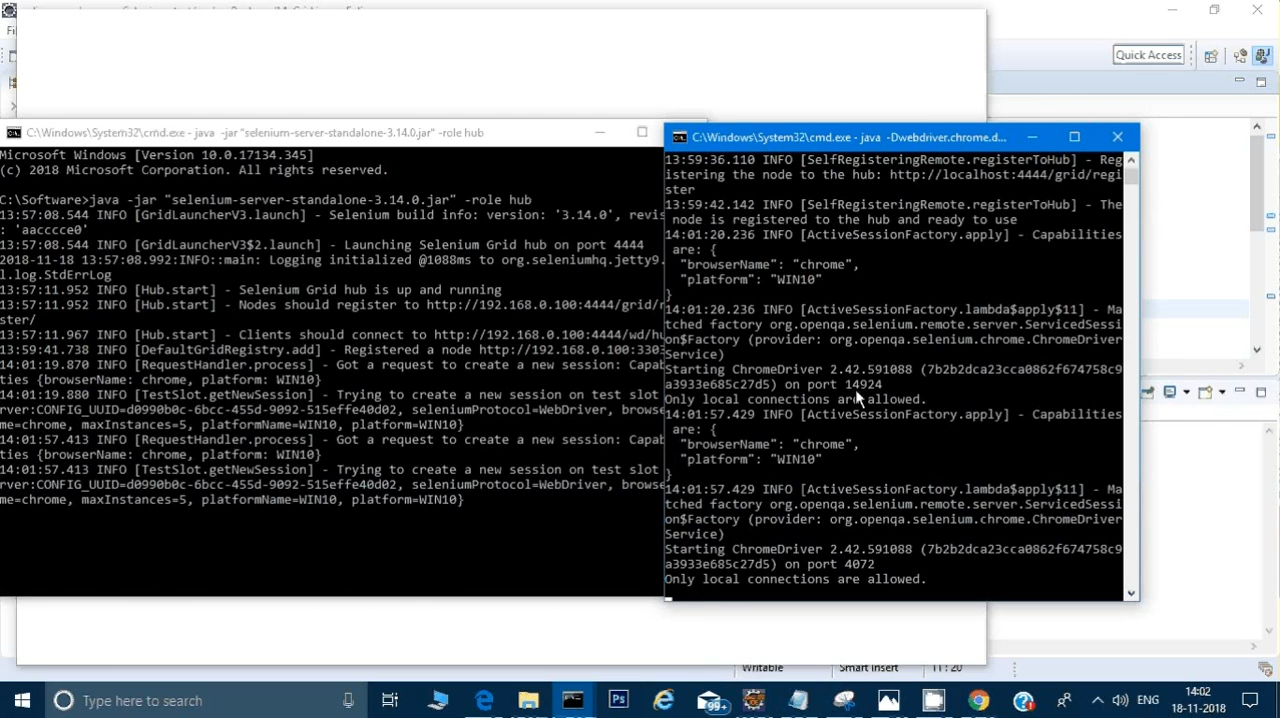 Quick Access
C:\Windows\System32\cmd.exe - java -jar "selenium-server-standalone-3.14.0.jar" -role hub
Microsoft Windows [Version 10.0.17134.345]
(c) 2018 Microsoft Corporation. All rights reserved.
C:\Software>java -jar "selenium-server-standalone-3.14.0.jar" -role hub
13:57:08.544 INFO [GridLauncherV3.launch] - Selenium build info: version: '3.14.0', revis
: 'aacccce0'
13:57:08.544 INFO [GridLauncherV3$2.launch] - Launching Selenium Grid hub on port 4444
2018-11-18 13:57:08.992:INFO::main: Logging initialized @1088ms to org.seleniumhq.jetty9.
l.log.StdErrLog
13:57:11.952 INFO [Hub.start] - Selenium Grid hub is up and running
13:57:11.952 INFO [Hub.start] - Nodes should register to http://192.168.0.100:4444/grid/r
ster/
13:57:11.967 INFO [Hub.start] - Clients should connect to http://192.168.0.100:4444/wd/hu
13:59:41.738 INFO [DefaultGridRegistry.add] - Registered a node http://192.168.0.100:3303
14:01:19.870 INFO [RequestHandler.process] - Got a request to create a new session: Capab
ties {browserName: chrome, platform: WIN10}
14:01:19.880 INFO [TestSlot.getNewSession] - Trying to create a new session on test slot
erver:CONFIG_UUID=d0990b0c-6bcc-455d-9092-515effe40d02, seleniumProtocol=WebDriver, browse
me=chrome, maxInstances=5, platformName=WIN10, platform=WIN10}
14:01:57.413 INFO [RequestHandler.process] - Got a request to create a new session: Capab
ties {browserName: chrome, platform: WIN10}
14:01:57.413 INFO [TestSlot.getNewSession] - Trying to create a new session on test slot
erver:CONFIG_UUID=d0990b0c-6bcc-455d-9092-515effe40d02, seleniumProtocol=WebDriver, browse
me=chrome, maxInstances=5, platformName=WIN10, platform=WIN10}
C:\Windows\System32\cmd.exe - java -Dwebdriver.chrome.d...
13:59:36.110 INFO [SelfRegisteringRemote.registerToHub] - Reg
istering the node to the hub: http://localhost:4444/grid/regi
ster
13:59:42.142 INFO [SelfRegisteringRemote.registerToHub] - The
node is registered to the hub and ready to use
14:01:20.236 INFO [ActiveSessionFactory.apply] - Capabilities
are: {
"browserName": "chrome",
"platform": "WIN10"
}
14:01:20.236 INFO [ActiveSessionFactory.lambda$apply$11] - Ma
tched factory org.openqa.selenium.remote.server.ServicedSessi
on$Factory (provider: org.openqa.selenium.chrome.ChromeDriver
Service)
Starting ChromeDriver 2.42.591088 (7b2b2dca23cca0862f674758c9
a3933e685c27d5) on port 14924
Only local connections are allowed.
14:01:57.429 INFO [ActiveSessionFactory.apply] - Capabilities
are: {
"browserName": "chrome",
"platform": "WIN10"
}
14:01:57.429 INFO [ActiveSessionFactory.lambda$apply$11] - Ma
tched factory org.openqa.selenium.remote.server.ServicedSessi
on$Factory (provider: org.openqa.selenium.chrome.ChromeDriver
Service)
Starting ChromeDriver 2.42.591088 (7b2b2dca23cca0862f674758c9
a3933e685c27d5) on port 4072
Only local connections are allowed.
Writable Smart Insert 11 : 20
Type here to search
99+
Ps
ENG
14:02
18-11-2018